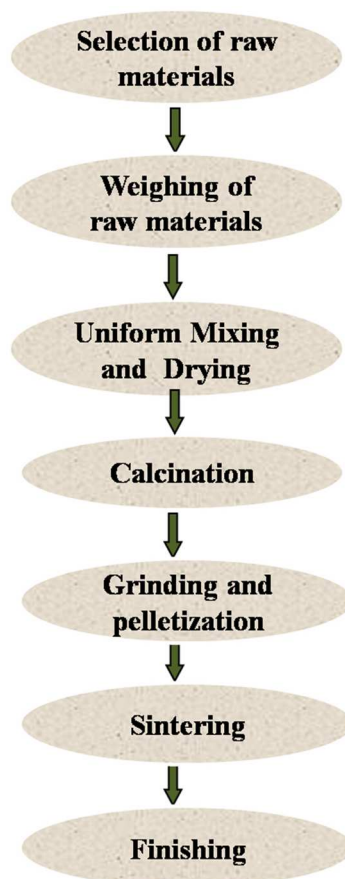 Selection of raw
materials
Weighing of
raw materials
Uniform Mixing
and Drying
Calcination
Grinding and
pelletization
Sintering
Finishing